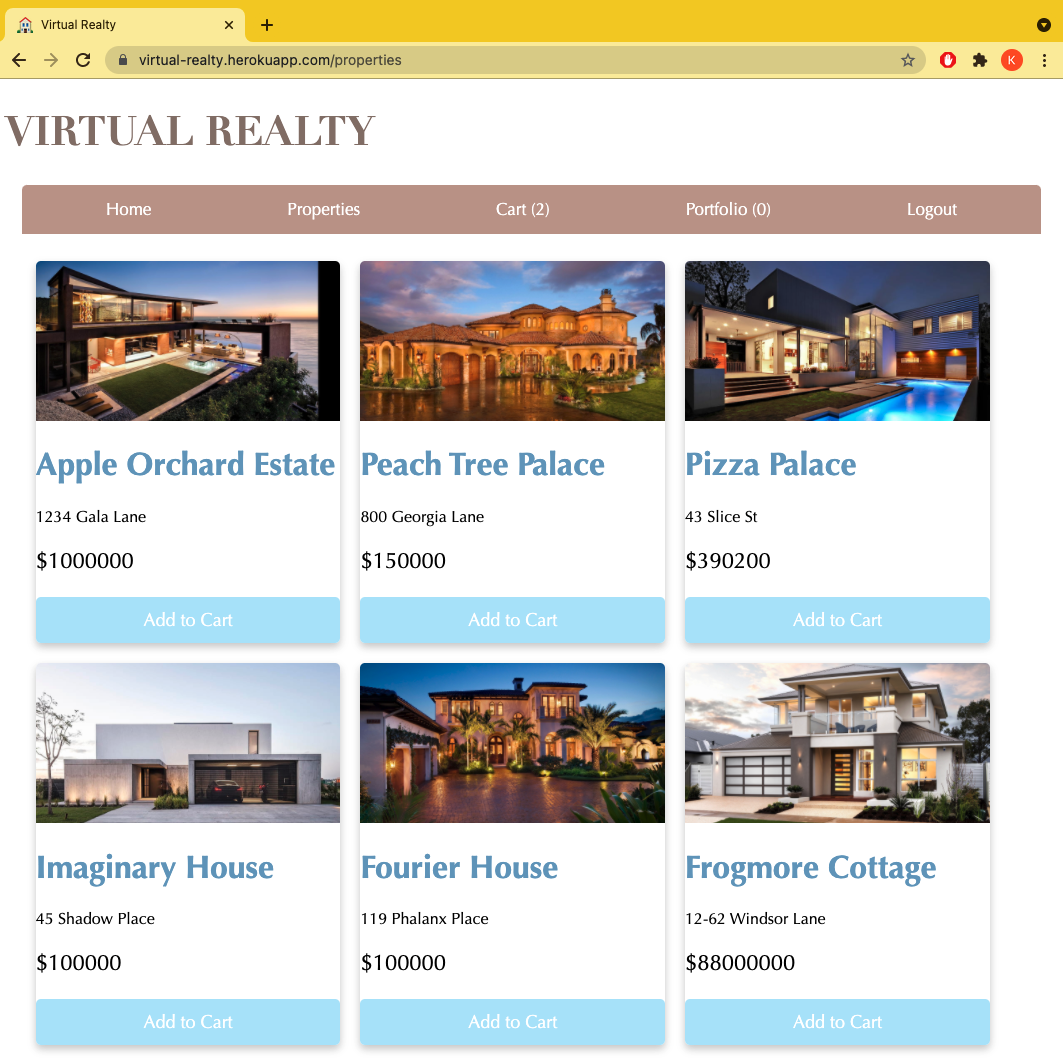 Virtual Realty
virtual-realty.herokuapp.com/properties
K
VIRTUAL REALTY
Home Properties Cart (2) Portfolio (0) Logout
Apple Orchard Estate Peach Tree Palace Pizza Palace
1234 Gala Lane 800 Georgia Lane 43 Slice St
$1000000 $150000 $390200
Add to Cart Add to Cart Add to Cart
Imaginary House Fourier House Frogmore Cottage
45 Shadow Place 119 Phalanx Place 12-62 Windsor Lane
$100000 $100000 $88000000
Add to Cart Add to Cart Add to Cart